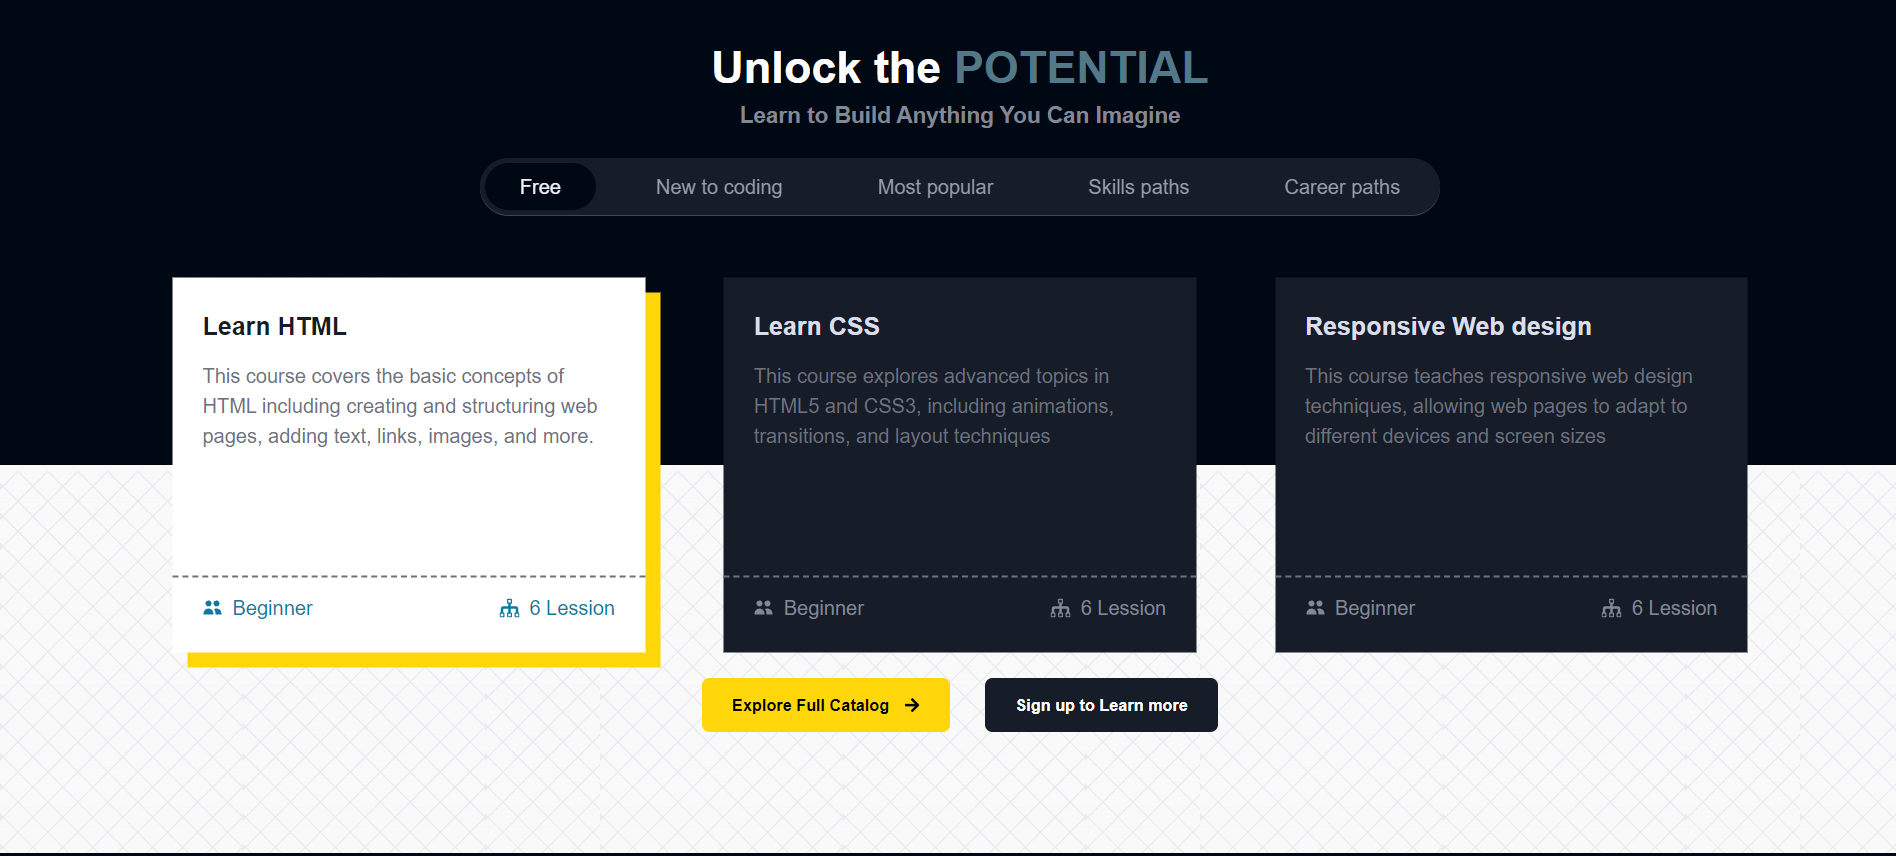 Unlock the POTENTIAL
Learn to Build Anything You Can Imagine
Free
New to coding
Most popular
Skills paths
Career paths
Learn HTML
This course covers the basic concepts of
HTML including creating and structuring web
pages, adding text, links, images, and more.
Beginner
6 Lession
Learn CSS
This course explores advanced topics in
HTML5 and CSS3, including animations,
transitions, and layout techniques
Beginner
6 Lession
Responsive Web design
This course teaches responsive web design
techniques, allowing web pages to adapt to
different devices and screen sizes
Beginner
6 Lession
Explore Full Catalog
Sign up to Learn more